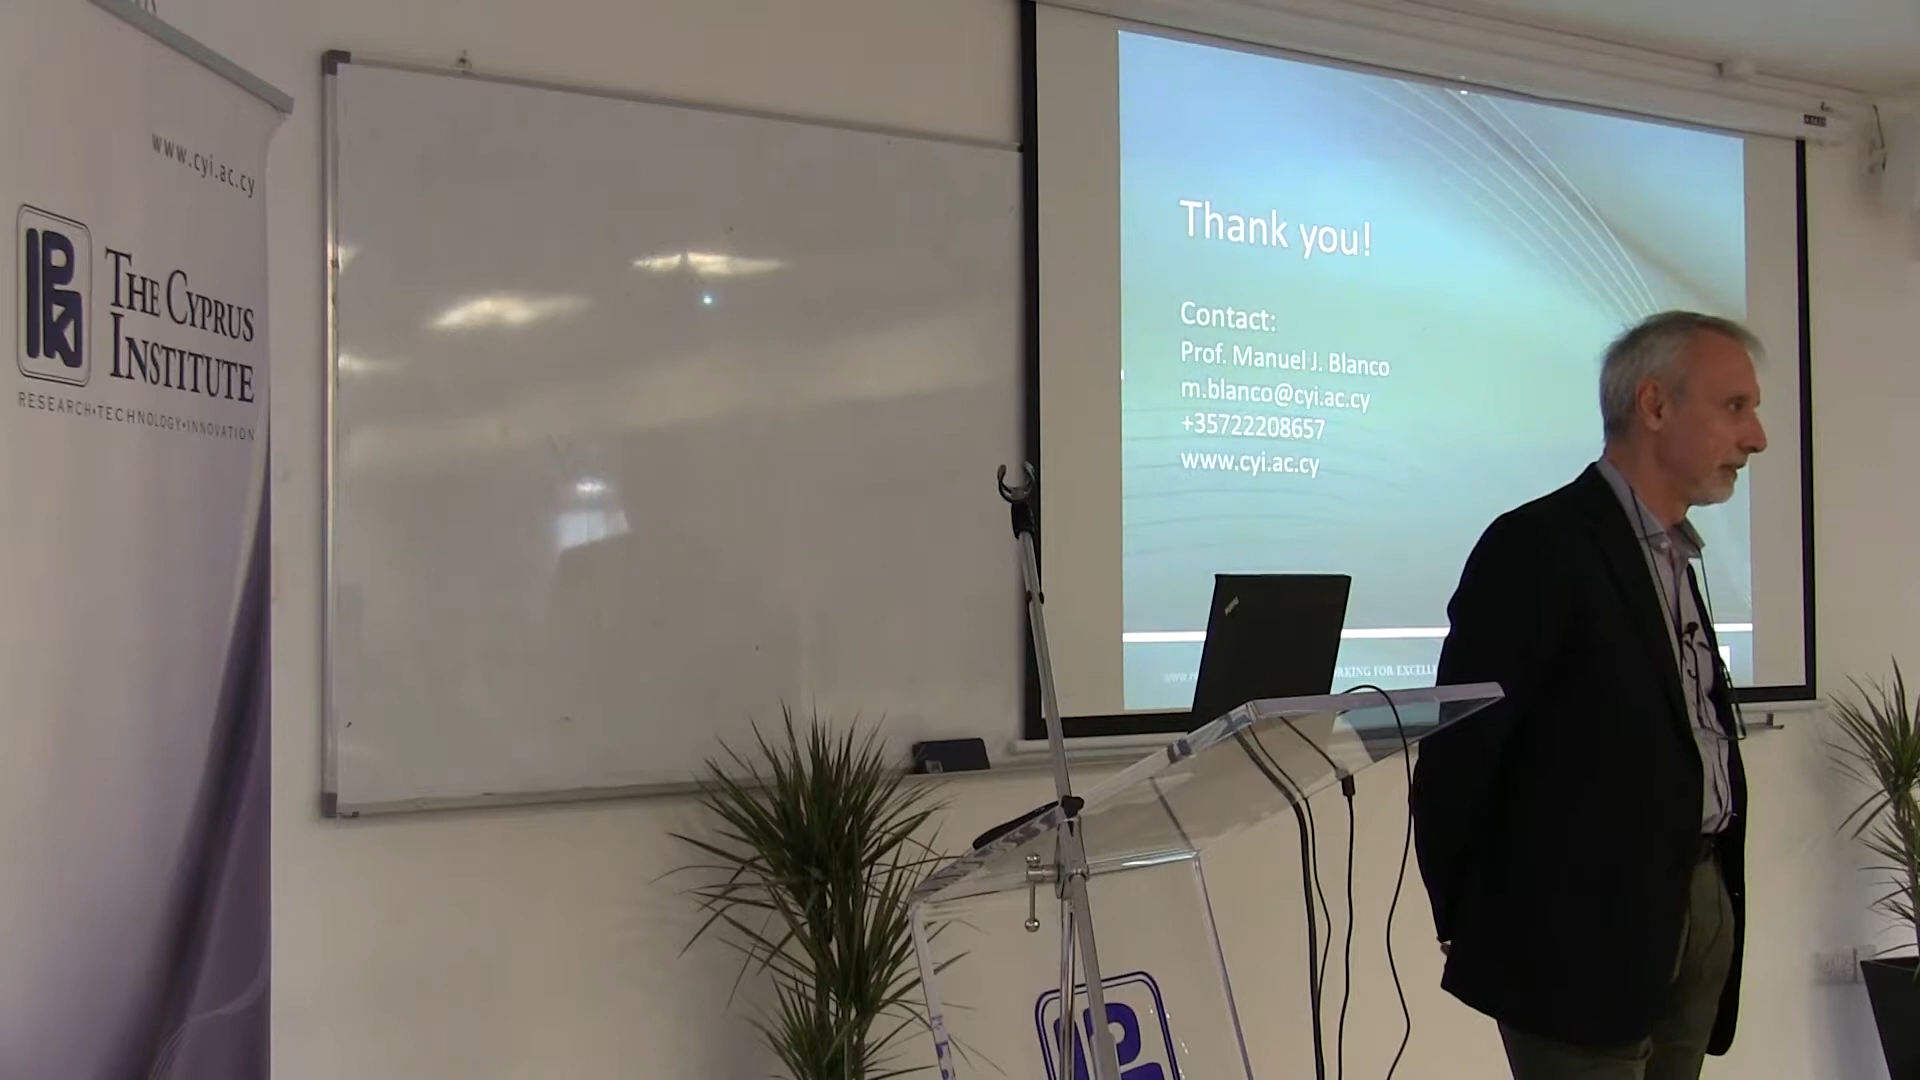 www.cyi.ac.cy
THE CYPRUS
INSTITUTE
RESEARCH•TECHNOLOGY•INNOVATION
Thank you!
Contact:
Prof. Manuel J. Blanco
m.blanco@cyi.ac.cy
+35722208657
www.cyi.ac.cy